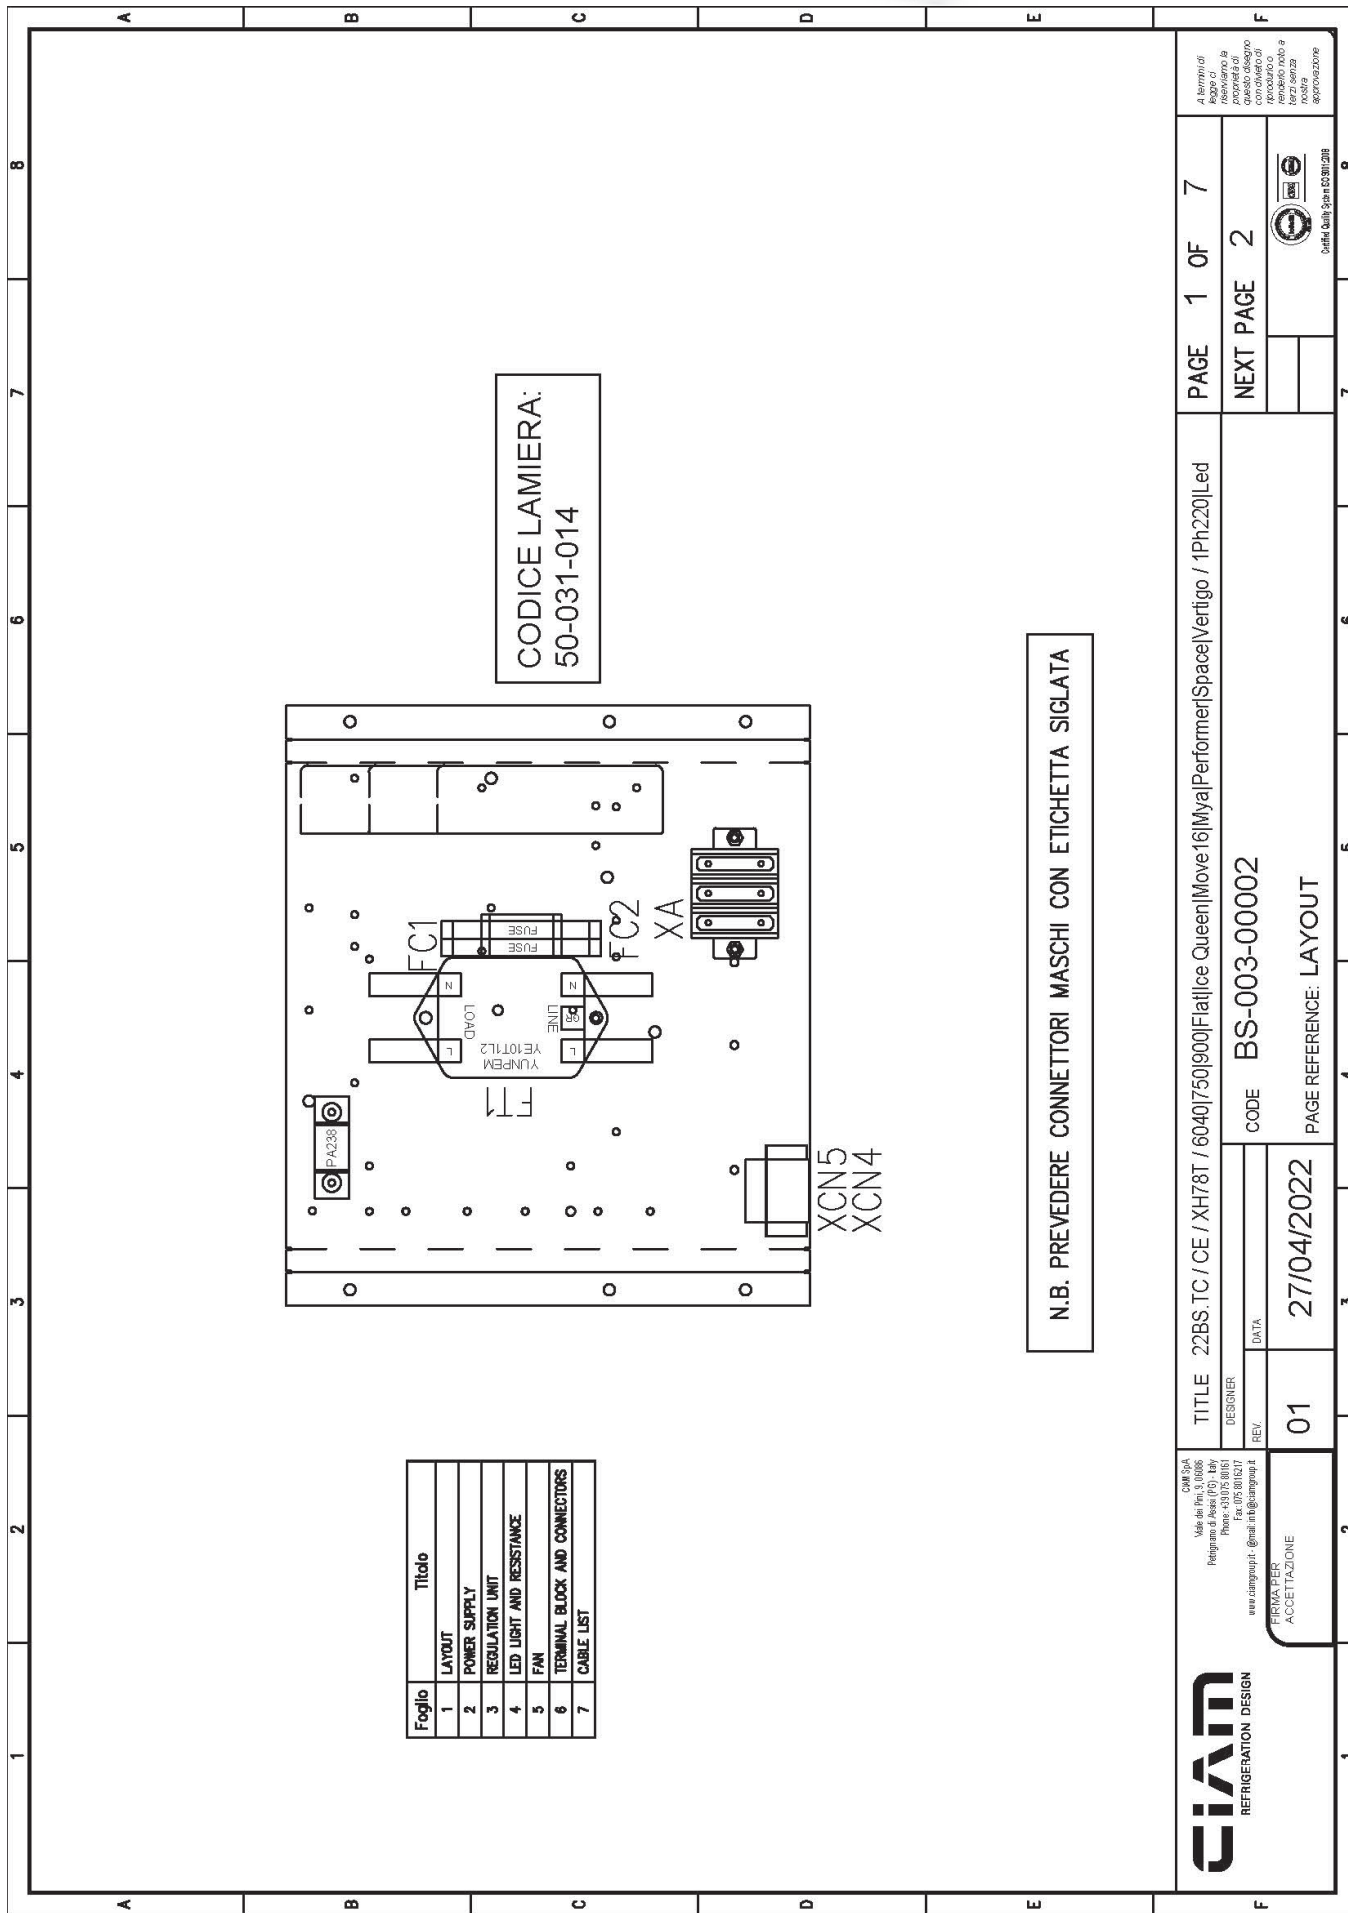 1 2 3 4 5 6 7 8
A
B
C
D
E
F
Foglio Titolo
1 LAYOUT
2 POWER SUPPLY
3 REGULATION UNIT
4 LED LIGHT AND RESISTANCE
5 FAN
6 TERMINAL BLOCK AND CONNECTORS
7 CABLE LIST
PA238
FT1
YUNPEM
YE10T1L2
LOAD
LINE
L
N
L
N
FC1
FUSE
FUSE
FC2
XA
XCN5
XCN4
CODICE LAMIERA:
50-031-014
N.B. PREVEDERE CONNETTORI MASCHI CON ETICHETTA SIGLATA
CIAM
REFRIGERATION DESIGN
CIAM SpA
Viale dei Pini, 9, 06086
Petrignano di Assisi (PG) - Italy
Phone: +39 075 80161
Fax: 075 8016217
www.ciamgroup.it - @mail: info@ciamgroup.it
FIRMA PER
ACCETTAZIONE
TITLE 22BS.TC / CE / XH78T / 6040|750|900|Flat|Ice Queen|Move16|Mya|Performer|Space|Vertigo / 1Ph220|Led
DESIGNER
REV. DATA
01 27/04/2022
CODE BS-003-00002
PAGE REFERENCE: LAYOUT
PAGE 1 OF 7
NEXT PAGE 2
Certified Quality System ISO 9001:2008
A termini di
legge ci
riserviamo la
proprietà di
questo disegno
con divieto di
riprodurlo o
renderlo noto a
terzi senza
nostra
approvazione
A
B
C
D
E
F
1 2 3 4 5 6 7 8